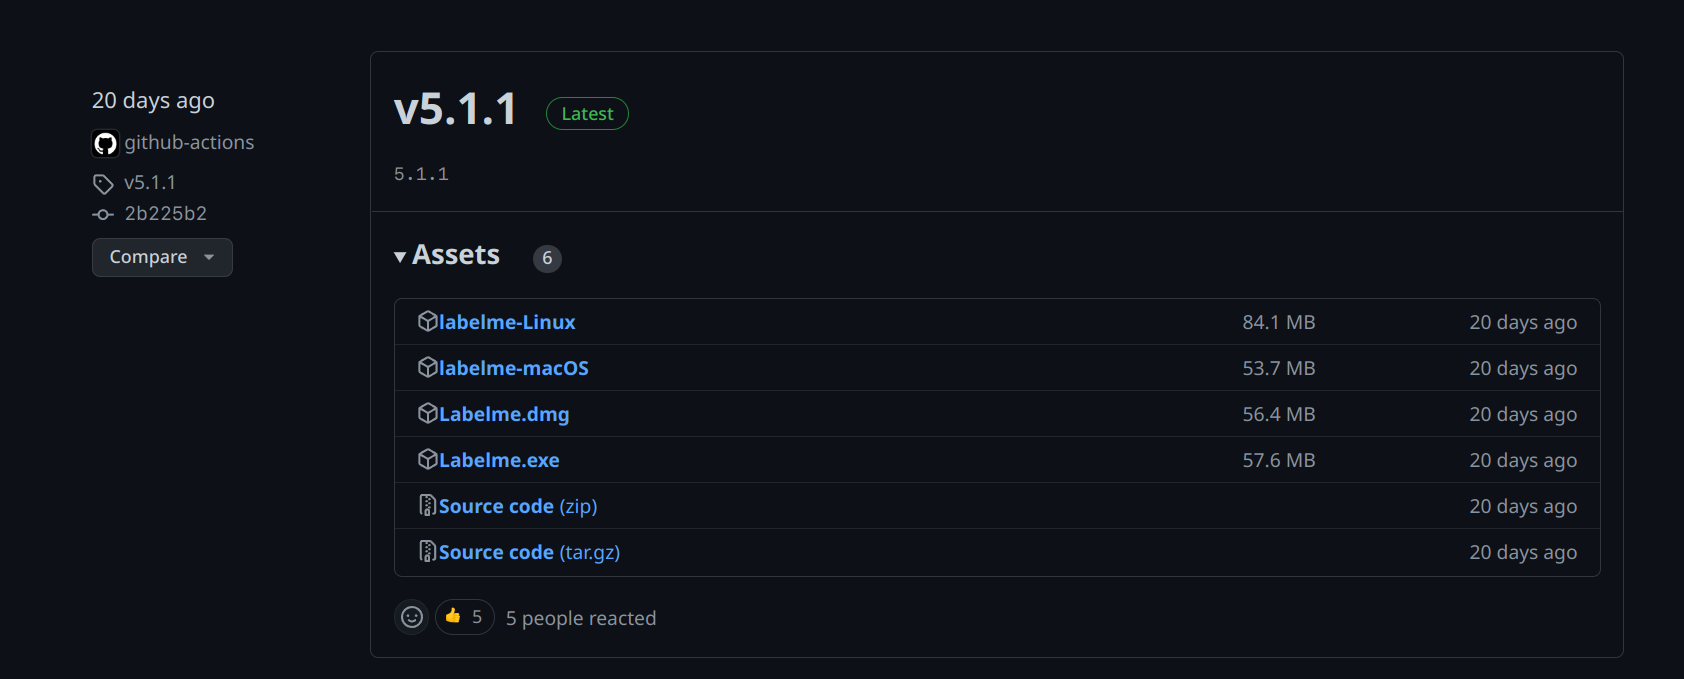 20 days ago
github-actions
v5.1.1
2b225b2
Compare
v5.1.1 Latest
5.1.1
Assets 6
labelme-Linux 84.1 MB 20 days ago
labelme-macOS 53.7 MB 20 days ago
Labelme.dmg 56.4 MB 20 days ago
Labelme.exe 57.6 MB 20 days ago
Source code (zip) 20 days ago
Source code (tar.gz) 20 days ago
👍 5 5 people reacted